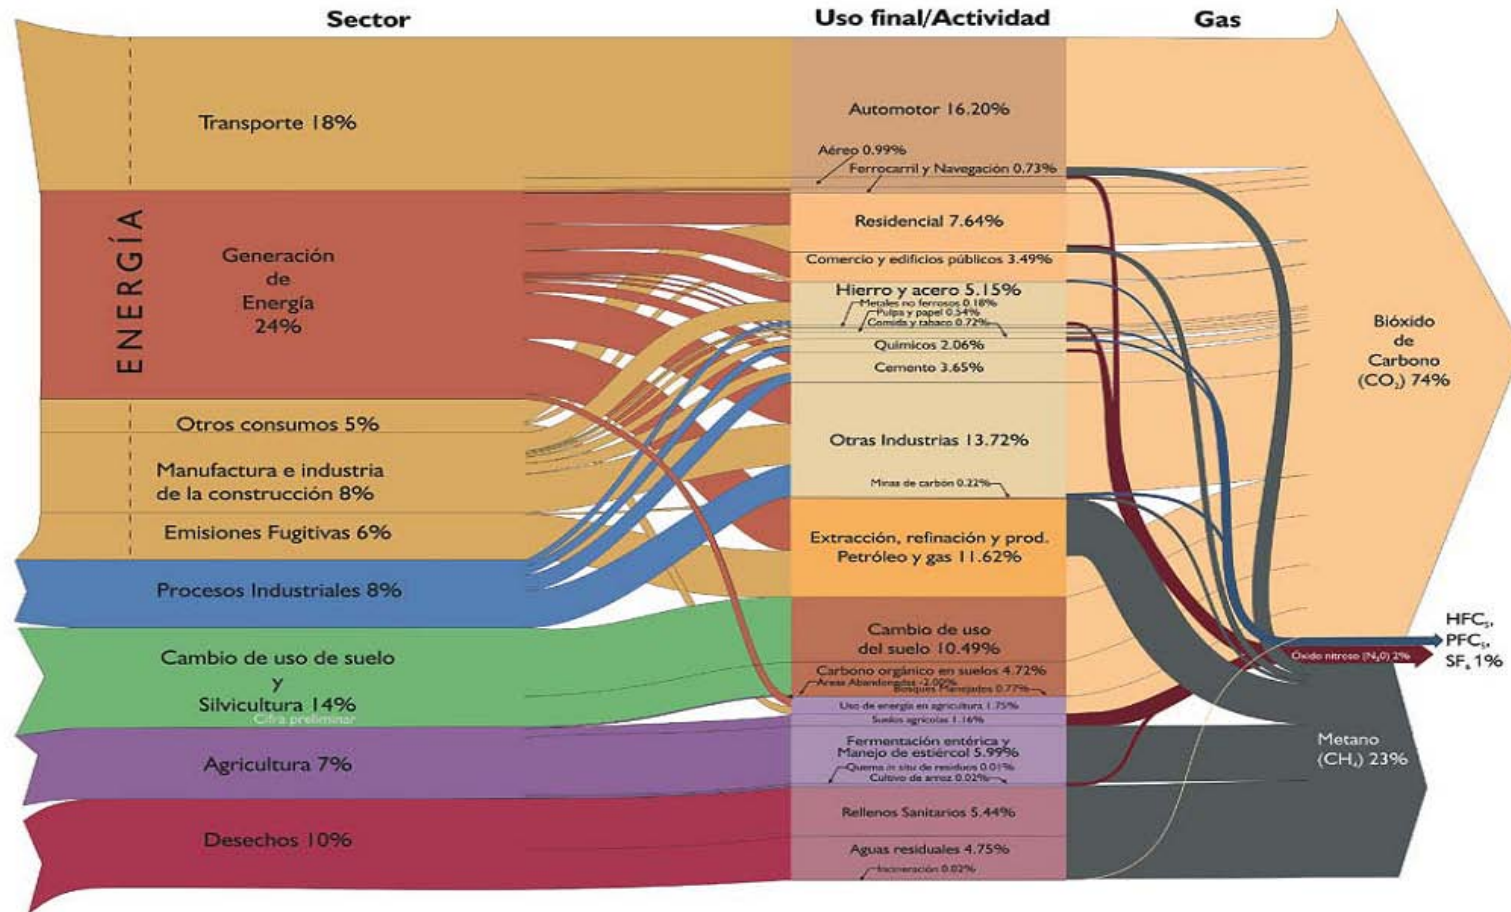 Sector
Uso final/Actividad
Gas
ENERGÍA
Transporte 18%
Generación
de
Energía
24%
Otros consumos 5%
Manufactura e industria
de la construcción 8%
Emisiones Fugitivas 6%
Procesos Industriales 8%
Cambio de uso de suelo
y
Silvicultura 14%
Cifra preliminar
Agricultura 7%
Desechos 10%
Automotor 16.20%
Aéreo 0.99%
Ferrocarril y Navegación 0.73%
Residencial 7.64%
Comercio y edificios públicos 3.49%
Hierro y acero 5.15%
Metales no ferrosos 0.18%
Pulpa y papel 0.54%
Comida y tabaco 0.72%
Químicos 2.06%
Cemento 3.65%
Otras Industrias 13.72%
Minas de carbón 0.22%
Extracción, refinación y prod.
Petróleo y gas 11.62%
Cambio de uso
del suelo 10.49%
Carbono orgánico en suelos 4.72%
Áreas Abandonadas -2.00%
Bosques Manejados 0.77%
Uso de energía en agricultura 1.75%
Suelos agrícolas 1.16%
Fermentación entérica y
Manejo de estiércol 5.99%
Quema in situ de residuos 0.01%
Cultivo de arroz 0.02%
Rellenos Sanitarios 5.44%
Aguas residuales 4.75%
Incineración 0.02%
Bióxido
de
Carbono
(CO₂) 74%
HFCs,
PFCs,
SF₆ 1%
Óxido nitroso (N₂0) 2%
Metano
(CH₄) 23%